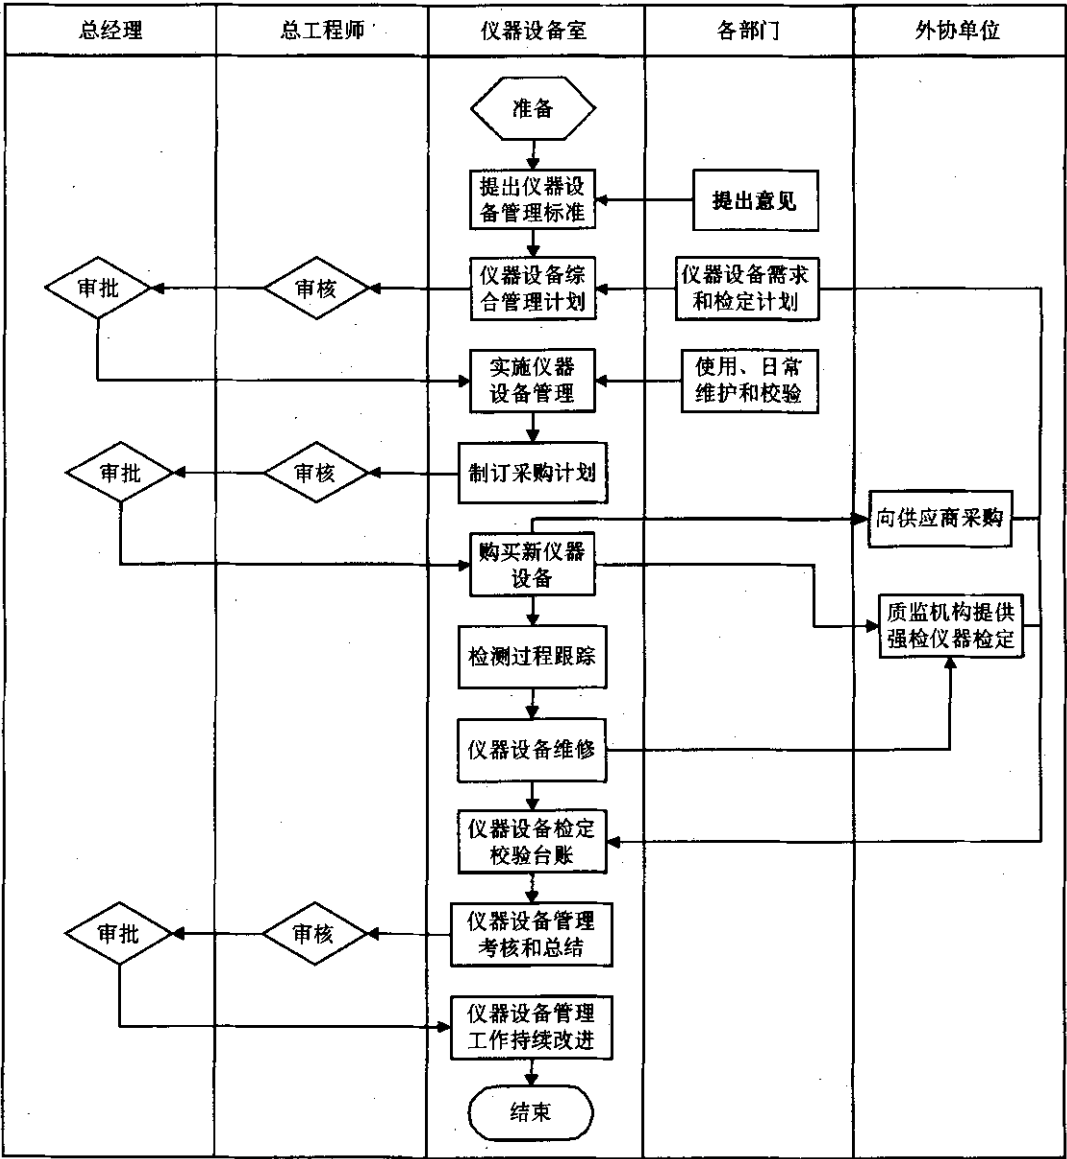 总经理
总工程师
仪器设备室
各部门
外协单位
准备
提出仪器设
备管理标准
提出意见
审批
审核
仪器设备综
合管理计划
仪器设备需求
和检定计划
实施仪器
设备管理
使用、日常
维护和校验
审批
审核
制订采购计划
向供应商采购
购买新仪器
设备
质监机构提供
强检仪器检定
检测过程跟踪
仪器设备维修
仪器设备检定
校验台账
审批
审核
仪器设备管理
考核和总结
仪器设备管理
工作持续改进
结束